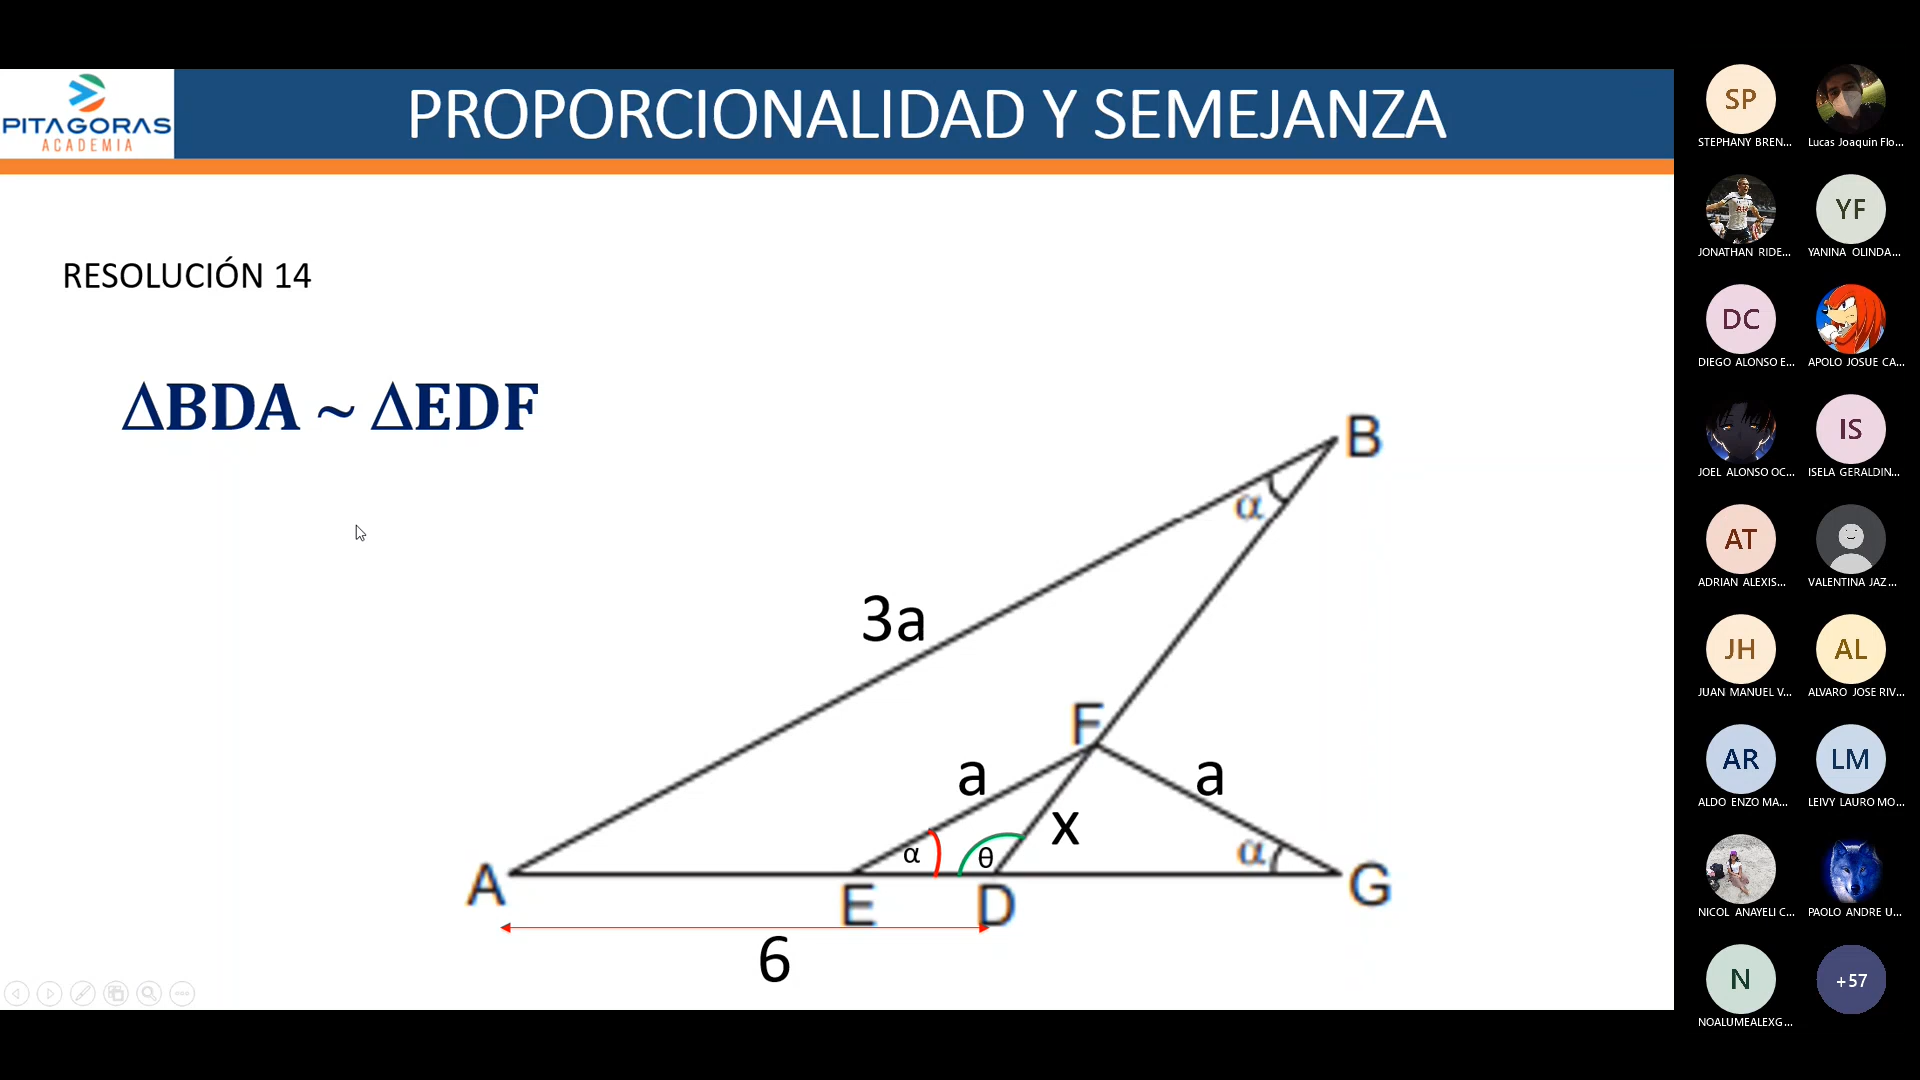 PITAGORAS
ACADEMIA
PROPORCIONALIDAD Y SEMEJANZA
RESOLUCIÓN 14
ΔBDA ~ ΔEDF
B
α
3a
F
a
a
x
α
θ
α
A
E
D
G
6
SP
STEPHANY BREN...
Lucas Joaquin Flo...
JONATHAN RIDE...
YF
YANINA OLINDA...
DC
DIEGO ALONSO E...
APOLO JOSUE CA...
JOEL ALONSO OC...
IS
ISELA GERALDIN...
AT
ADRIAN ALEXIS...
VALENTINA JAZ...
JH
JUAN MANUEL V...
AL
ALVARO JOSE RIV...
AR
ALDO ENZO MA...
LM
LEIVY LAURO MO...
NICOL ANAYELI C...
PAOLO ANDRE U...
N
NOALUMEALEXG...
+57